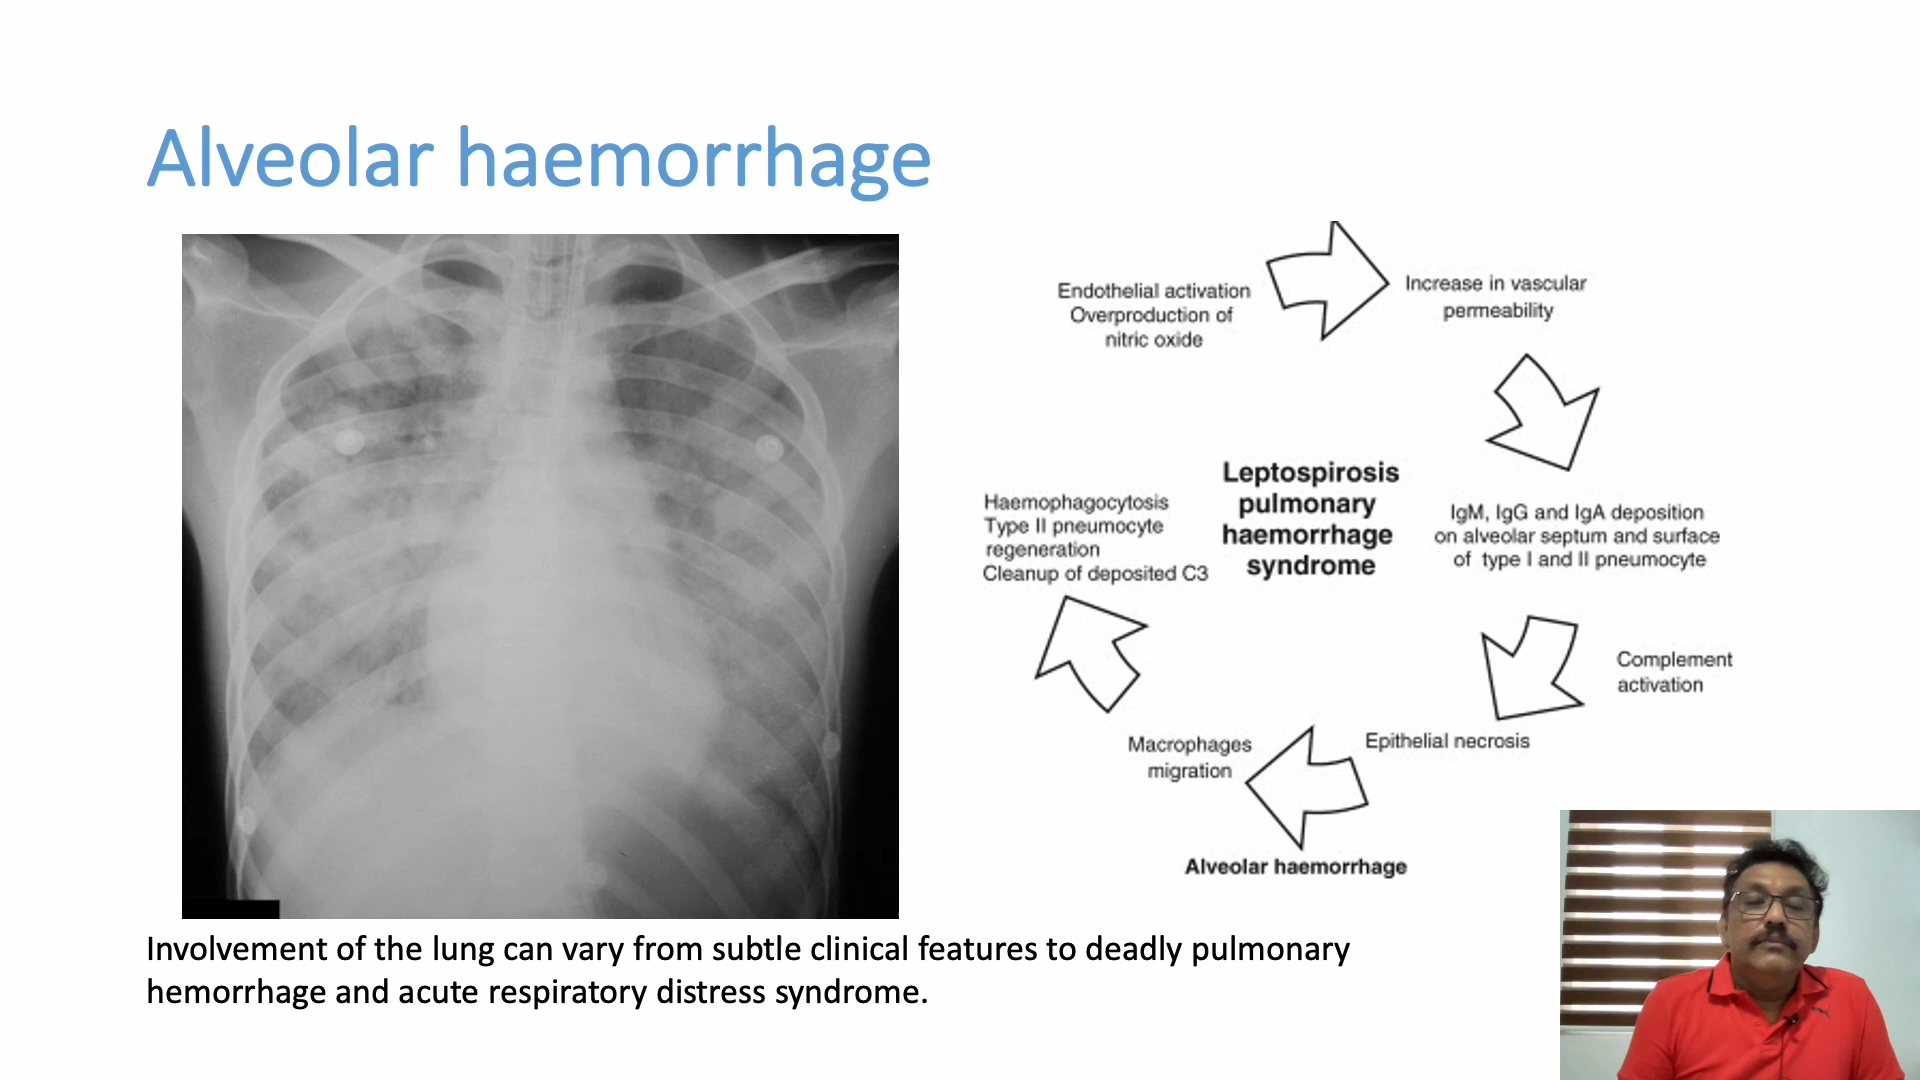 Alveolar haemorrhage
Endothelial activation
Overproduction of
nitric oxide
Increase in vascular
permeability
IgM, IgG and IgA deposition
on alveolar septum and surface
of type I and II pneumocyte
Complement
activation
Epithelial necrosis
Alveolar haemorrhage
Macrophages
migration
Haemophagocytosis
Type II pneumocyte
regeneration
Cleanup of deposited C3
Leptospirosis
pulmonary
haemorrhage
syndrome
Involvement of the lung can vary from subtle clinical features to deadly pulmonary
hemorrhage and acute respiratory distress syndrome.